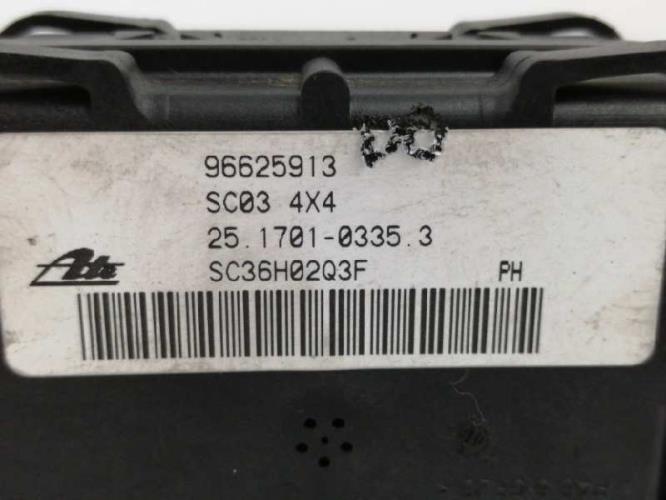 96625913
SC03 4X4
25.1701-0335.3
Ate
SC36H02Q3F PH